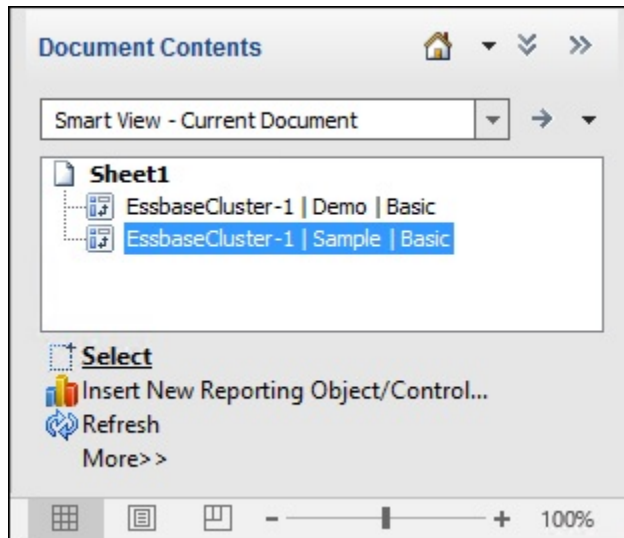 Document Contents
Smart View - Current Document
Sheet1
EssbaseCluster-1 | Demo | Basic
EssbaseCluster-1 | Sample | Basic
Select
Insert New Reporting Object/Control...
Refresh
More>>
100%